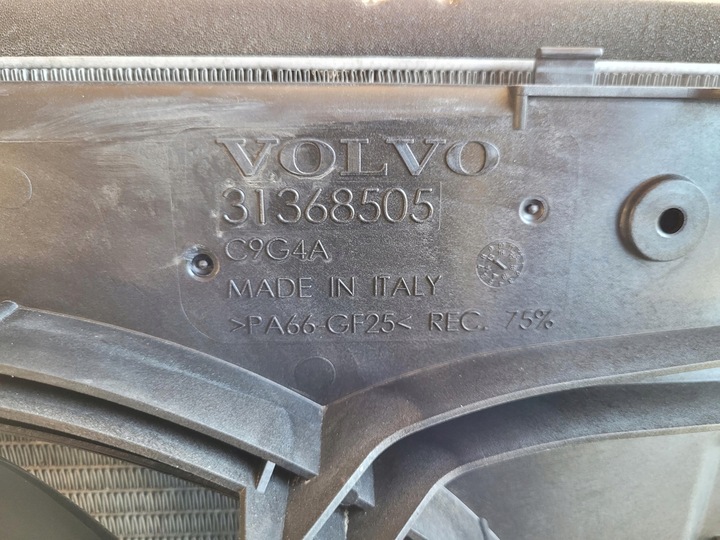 VOLVO
31368505
C9G4A
MADE IN ITALY
>PA66-GF25< REC. 75%